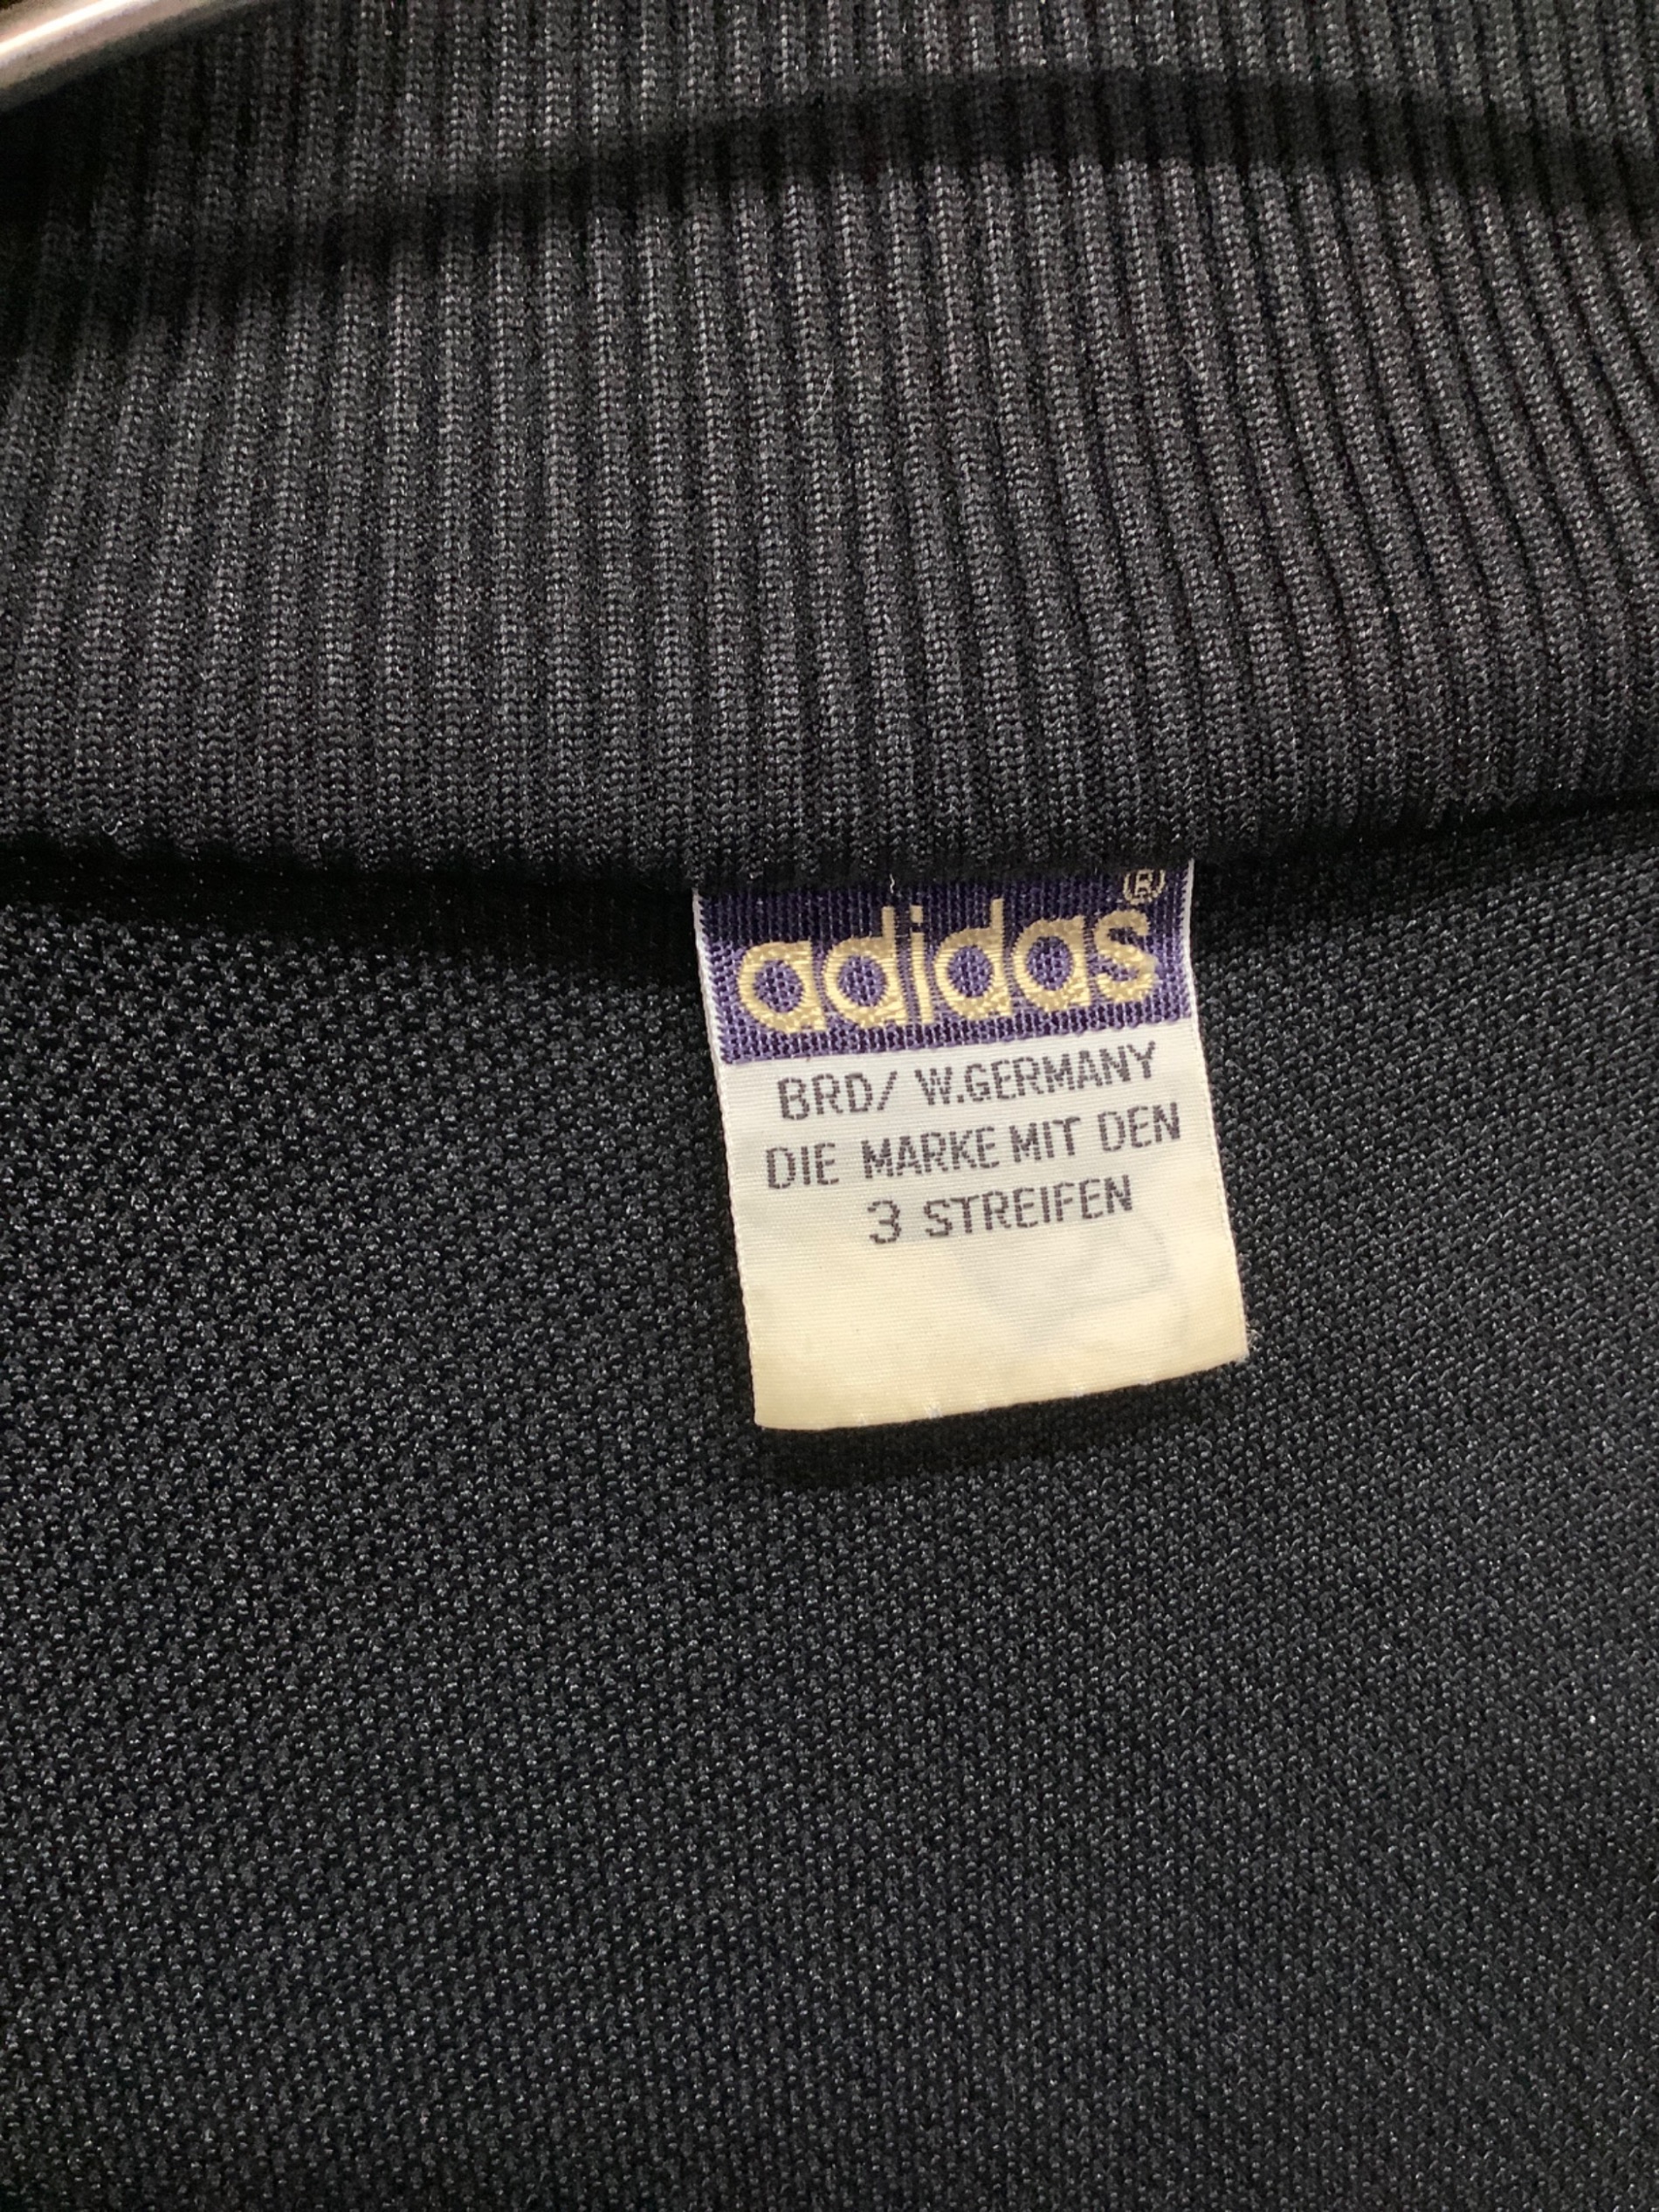 adidas®
BRD/ W.GERMANY
DIE MARKE MIT DEN
3 STREIFEN